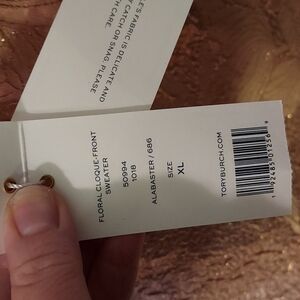 LE'S FABRIC IS DELICATE AND
Y CATCH OR SNAG. PLEASE
H CARE
FLORAL CLOQUE-FRONT
SWEATER
50994
1018
ALABASTER / 686
SIZE
XL
TORYBURCH.COM